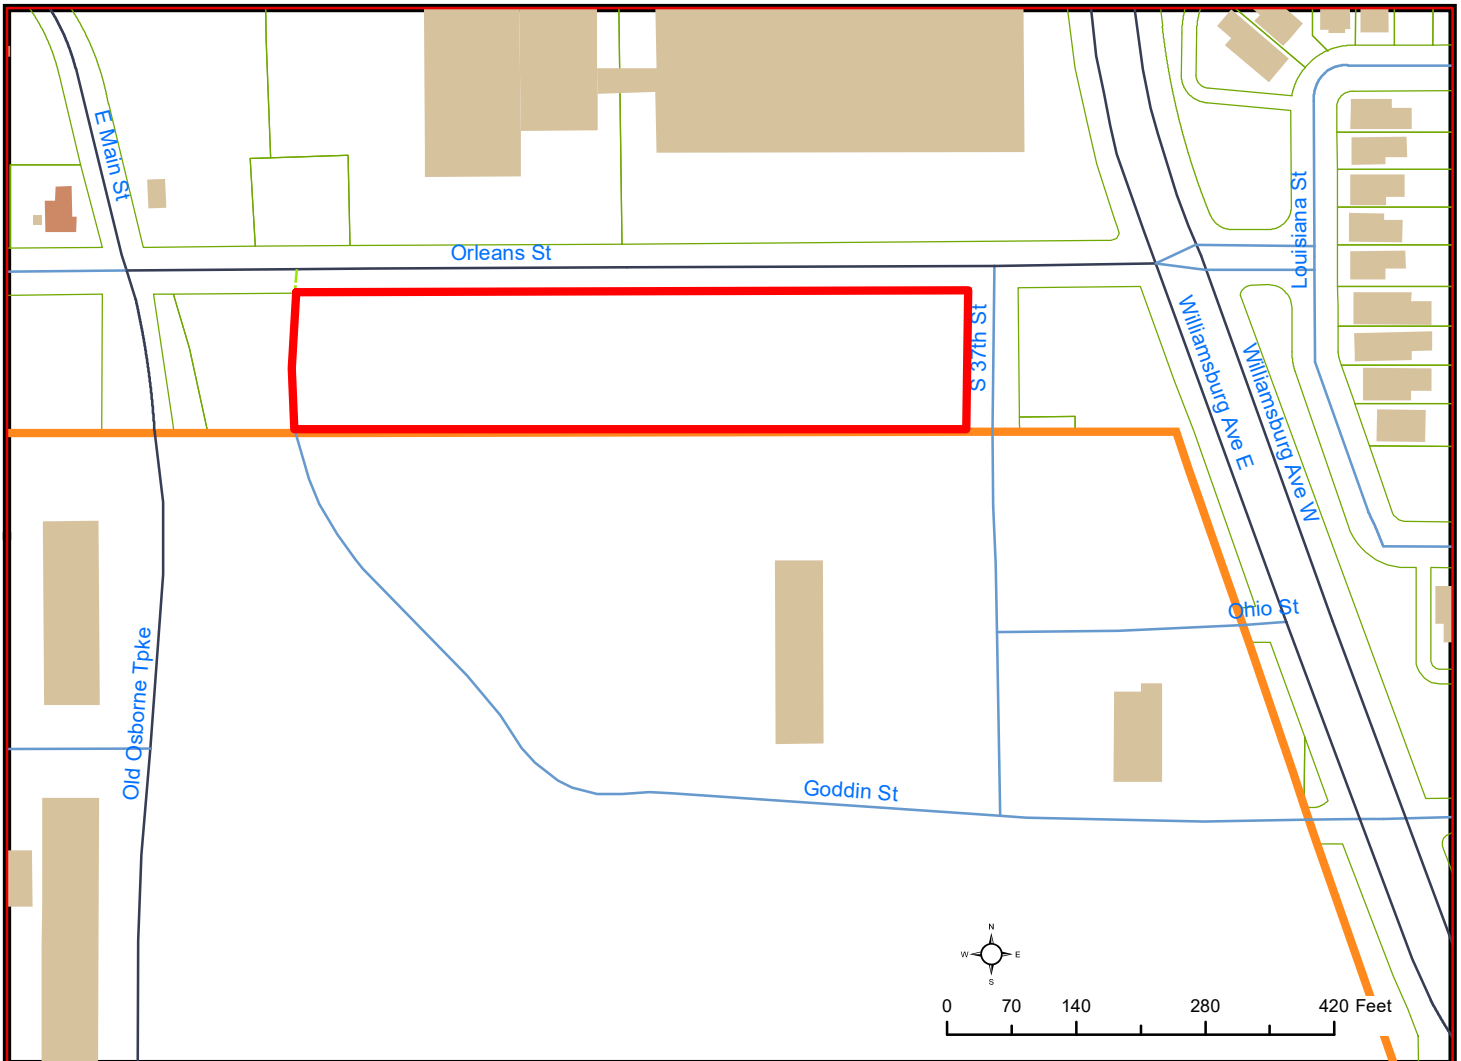 E Main St
Orleans St
Louisiana St
S 37th St
Williamsburg Ave E
Williamsburg Ave W
Ohio St
Old Osborne Tpke
Goddin St
N
W E
S
0 70 140 280 420 Feet